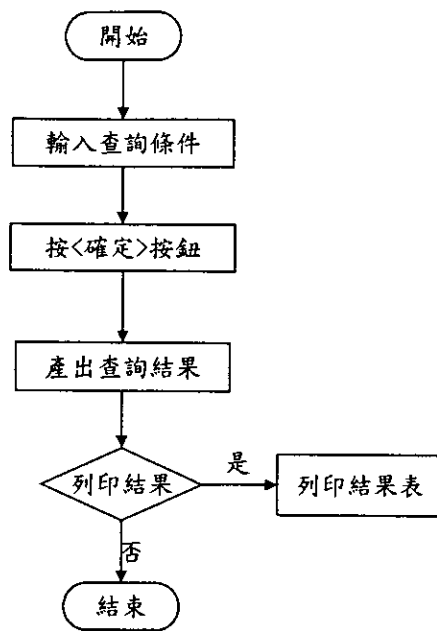 開始
輸入查詢條件
按<確定>按鈕
產出查詢結果
列印結果
是
列印結果表
否
結束